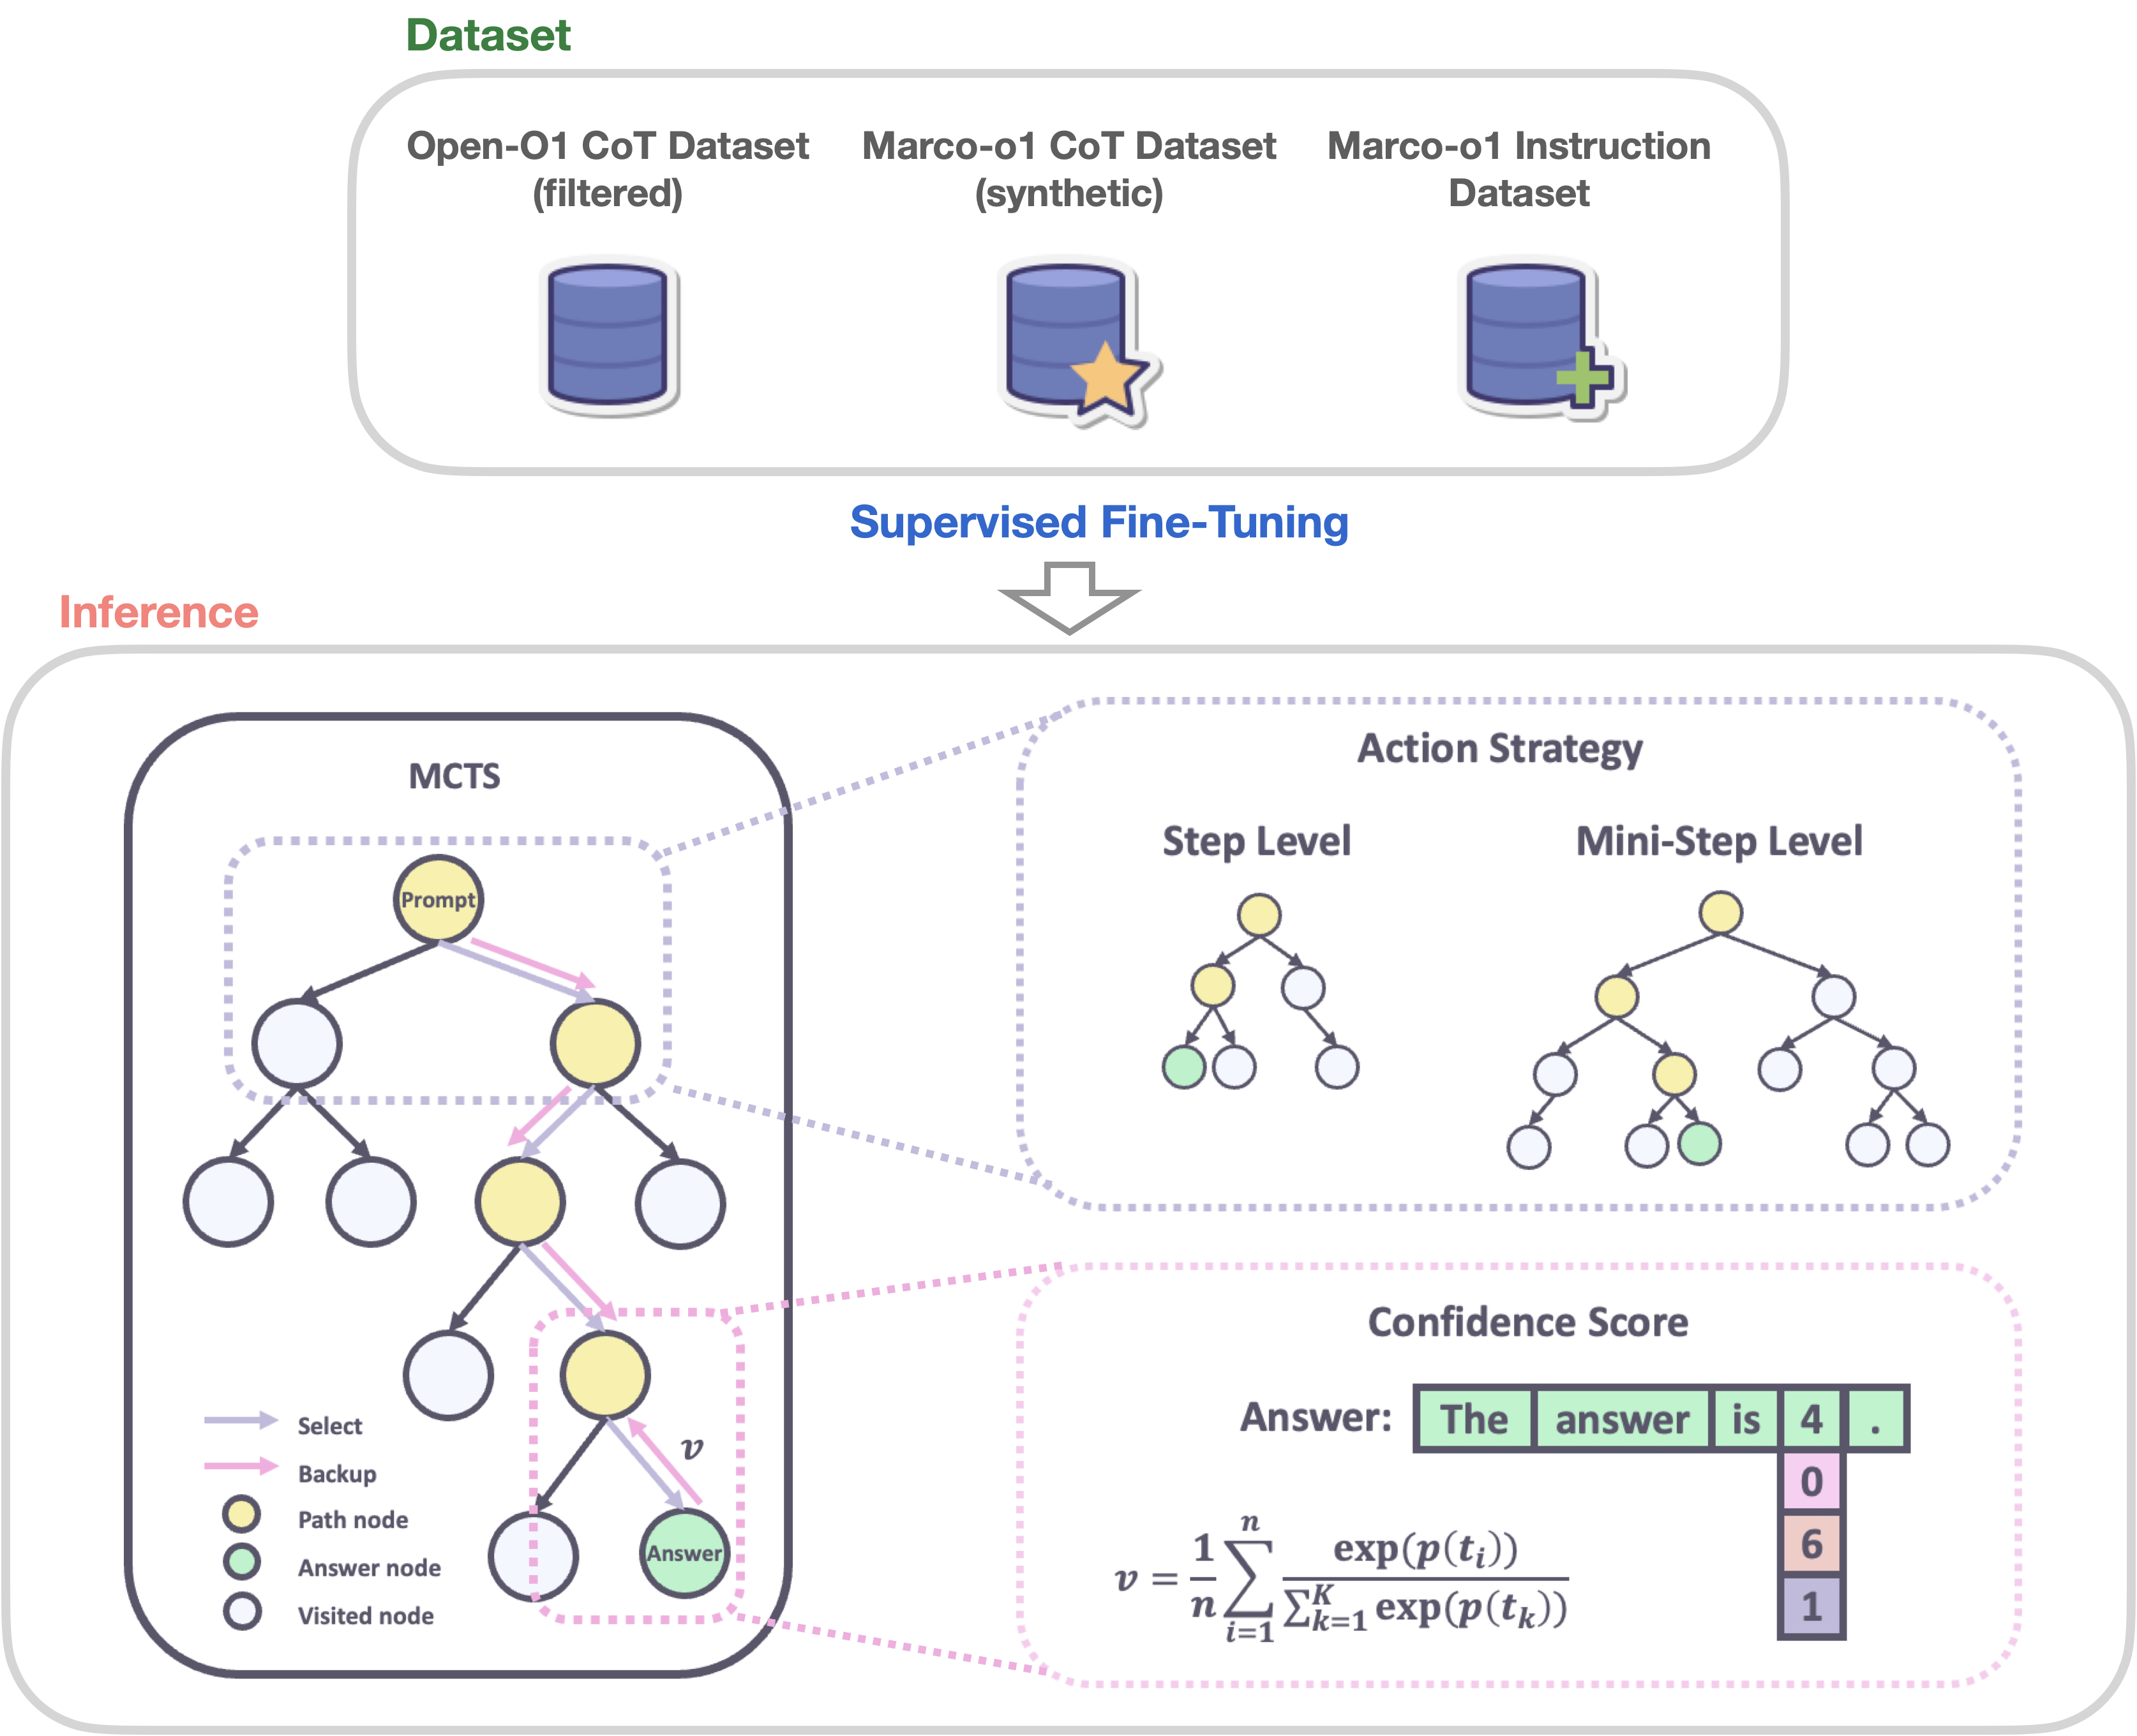 Dataset
Open-O1 CoT Dataset
(filtered)
Marco-o1 CoT Dataset
(synthetic)
Marco-o1 Instruction
Dataset
Supervised Fine-Tuning
Inference
MCTS
Prompt
Select
Backup
Path node
Answer node
Visited node
v
Answer
Action Strategy
Step Level
Mini-Step Level
Confidence Score
Answer: The answer is 4 .
0
6
1
v = \frac{1}{n} \sum_{i=1}^{n} \frac{exp(p(t_i))}{\sum_{k=1}^{K} exp(p(t_k))}